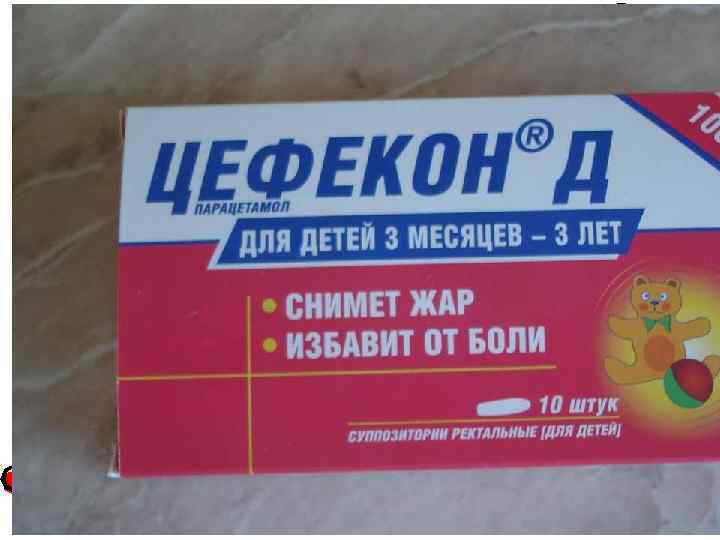 ЦЕФЕКОН® Д
ПАРАЦЕТАМОЛ
ДЛЯ ДЕТЕЙ 3 МЕСЯЦЕВ – 3 ЛЕТ
• СНИМЕТ ЖАР
• ИЗБАВИТ ОТ БОЛИ
10 штук
СУППОЗИТОРИИ РЕКТАЛЬНЫЕ [ДЛЯ ДЕТЕЙ]